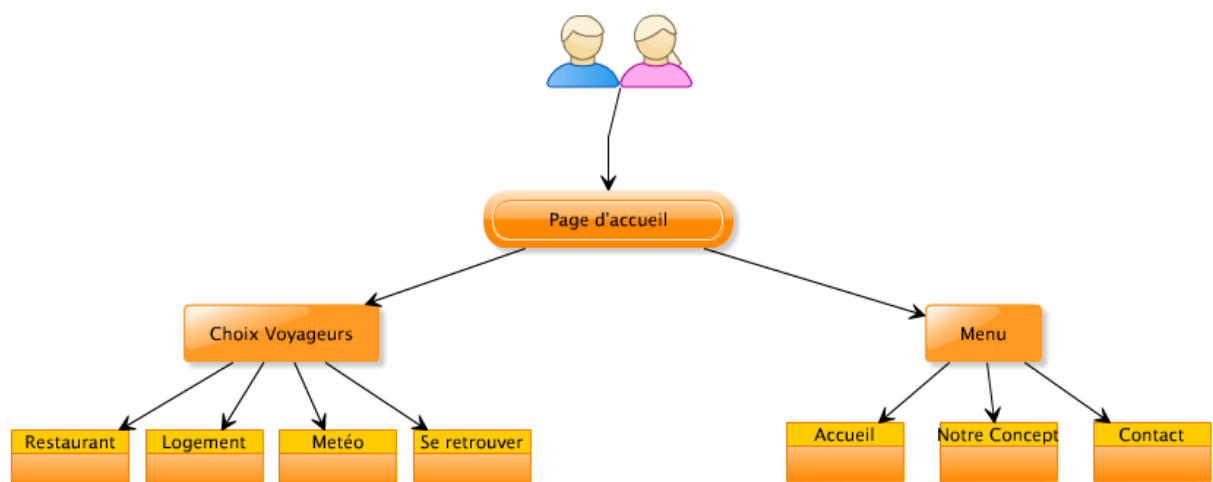 Page d'accueil
Choix Voyageurs
Menu
Restaurant
Logement
Metéo
Se retrouver
Accueil
Notre Concept
Contact